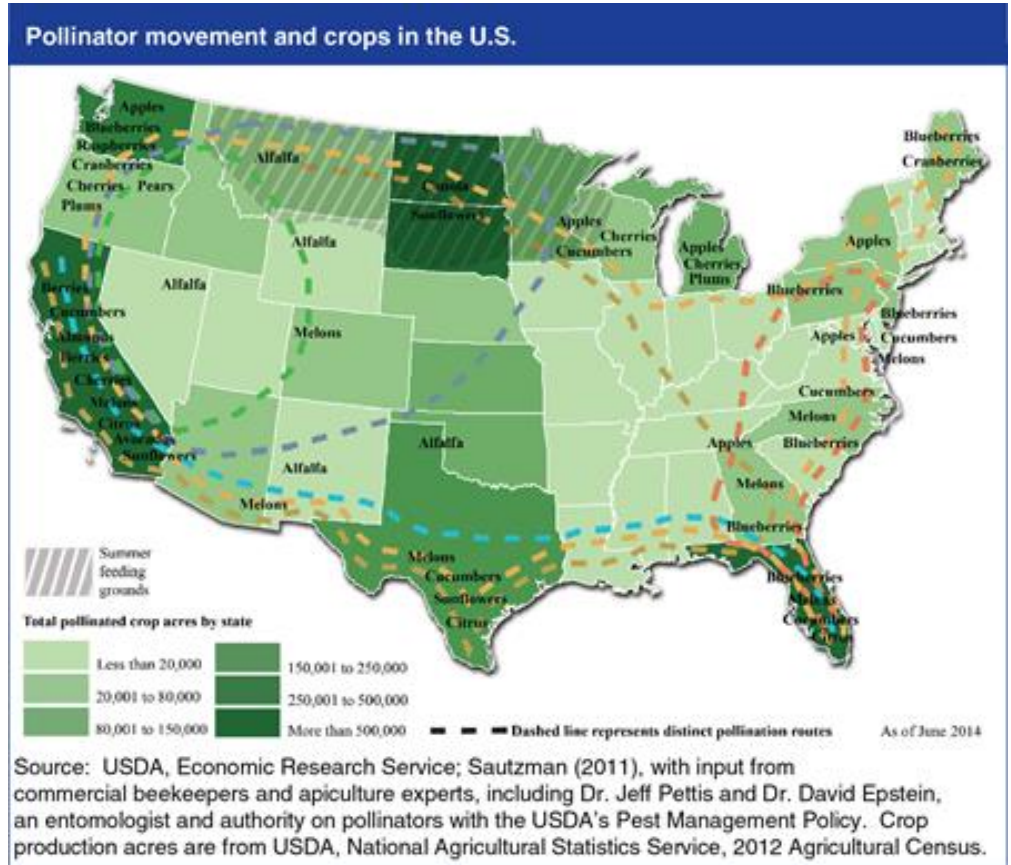 Pollinator movement and crops in the U.S.
Apples
Blueberries
Raspberries
Cranberries
Cherries Pears
Plums
Alfalfa
Canola
Sunflowers
Apples
Cherries
Cucumbers
Apples
Cherries
Plums
Blueberries
Cranberries
Apples
Blueberries
Alfalfa
Alfalfa
Melons
Berries
Cucumbers
Almonds
Berries
Cherries
Melons
Citrus
Avocados
Sunflowers
Blueberries
Apples
Cucumbers
Melons
Cucumbers
Melons
Apples
Blueberries
Alfalfa
Alfalfa
Melons
Melons
Blueberries
Melons
Cucumbers
Sunflowers
Citrus
Blueberries
Melons
Cucumbers
Citrus
Summer
feeding
grounds
Total pollinated crop acres by state
Less than 20,000
20,001 to 80,000
80,001 to 150,000
150,001 to 250,000
250,001 to 500,000
More than 500,000
Dashed line represents distinct pollination routes
As of June 2014
Source: USDA, Economic Research Service; Sautzman (2011), with input from
commercial beekeepers and apiculture experts, including Dr. Jeff Pettis and Dr. David Epstein,
an entomologist and authority on pollinators with the USDA's Pest Management Policy. Crop
production acres are from USDA, National Agricultural Statistics Service, 2012 Agricultural Census.